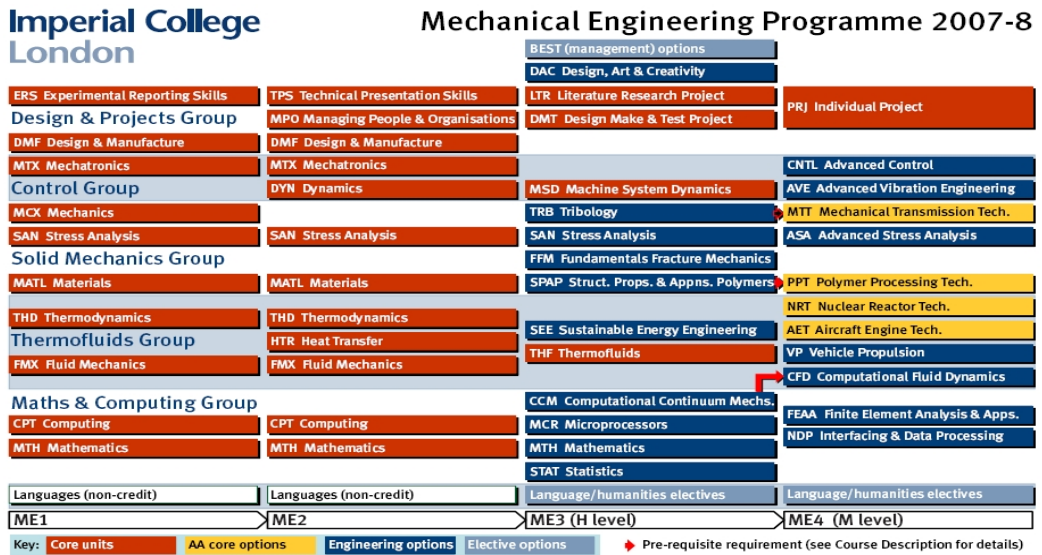 Imperial College
London
Mechanical Engineering Programme 2007-8
BEST (management) options
DAC Design, Art & Creativity
ERS Experimental Reporting Skills
TPS Technical Presentation Skills
LTR Literature Research Project
PRJ Individual Project
Design & Projects Group
MPO Managing People & Organisations
DMT Design Make & Test Project
DMF Design & Manufacture
DMF Design & Manufacture
MTX Mechatronics
MTX Mechatronics
CNTL Advanced Control
Control Group
DYN Dynamics
MSD Machine System Dynamics
AVE Advanced Vibration Engineering
MCX Mechanics
TRB Tribology
MTT Mechanical Transmission Tech.
SAN Stress Analysis
SAN Stress Analysis
SAN Stress Analysis
ASA Advanced Stress Analysis
Solid Mechanics Group
FFM Fundamentals Fracture Mechanics
MATL Materials
MATL Materials
SPAP Struct. Props. & Appns. Polymers
PPT Polymer Processing Tech.
NRT Nuclear Reactor Tech.
THD Thermodynamics
THD Thermodynamics
SEE Sustainable Energy Engineering
AET Aircraft Engine Tech.
Thermofluids Group
HTR Heat Transfer
THF Thermofluids
VP Vehicle Propulsion
FMX Fluid Mechanics
FMX Fluid Mechanics
CFD Computational Fluid Dynamics
Maths & Computing Group
CCM Computational Continuum Mechs.
FEAA Finite Element Analysis & Apps.
CPT Computing
CPT Computing
MCR Microprocessors
NDP Interfacing & Data Processing
MTH Mathematics
MTH Mathematics
MTH Mathematics
STAT Statistics
Languages (non-credit)
Languages (non-credit)
Language/humanities electives
Language/humanities electives
ME1
ME2
ME3 (H level)
ME4 (M level)
Key:
Core units
AA core options
Engineering options
Elective options
Pre-requisite requirement (see Course Description for details)